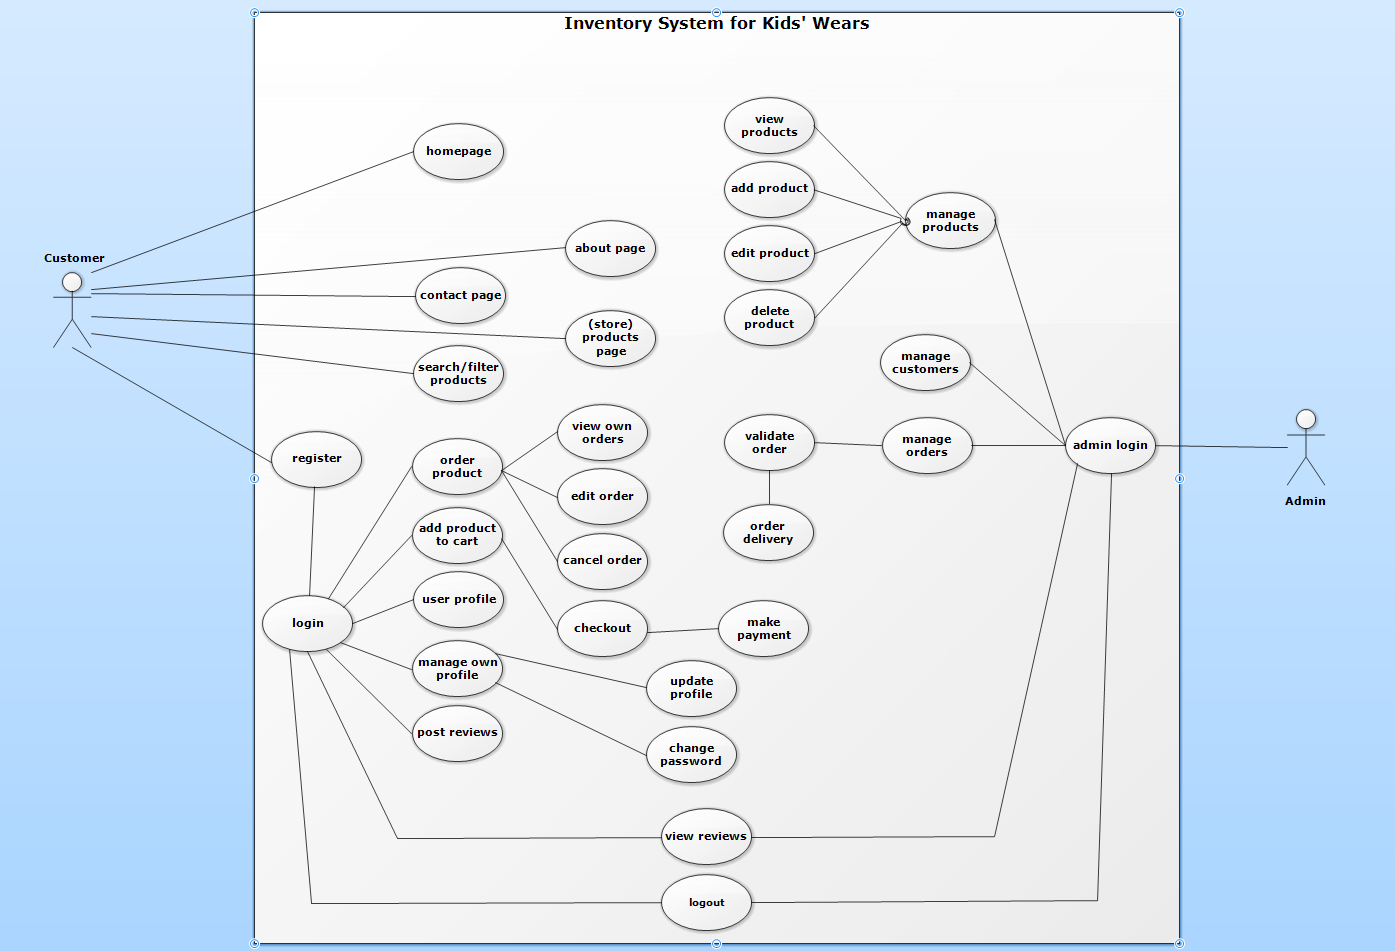 Inventory System for Kids' Wears
Customer
homepage
about page
contact page
(store)
products
page
search/filter
products
register
login
order
product
view own
orders
edit order
cancel order
add product
to cart
checkout
make
payment
user profile
manage own
profile
update
profile
change
password
post reviews
view reviews
logout
view
products
add product
edit product
delete
product
manage
products
manage
customers
validate
order
manage
orders
order
delivery
admin login
Admin